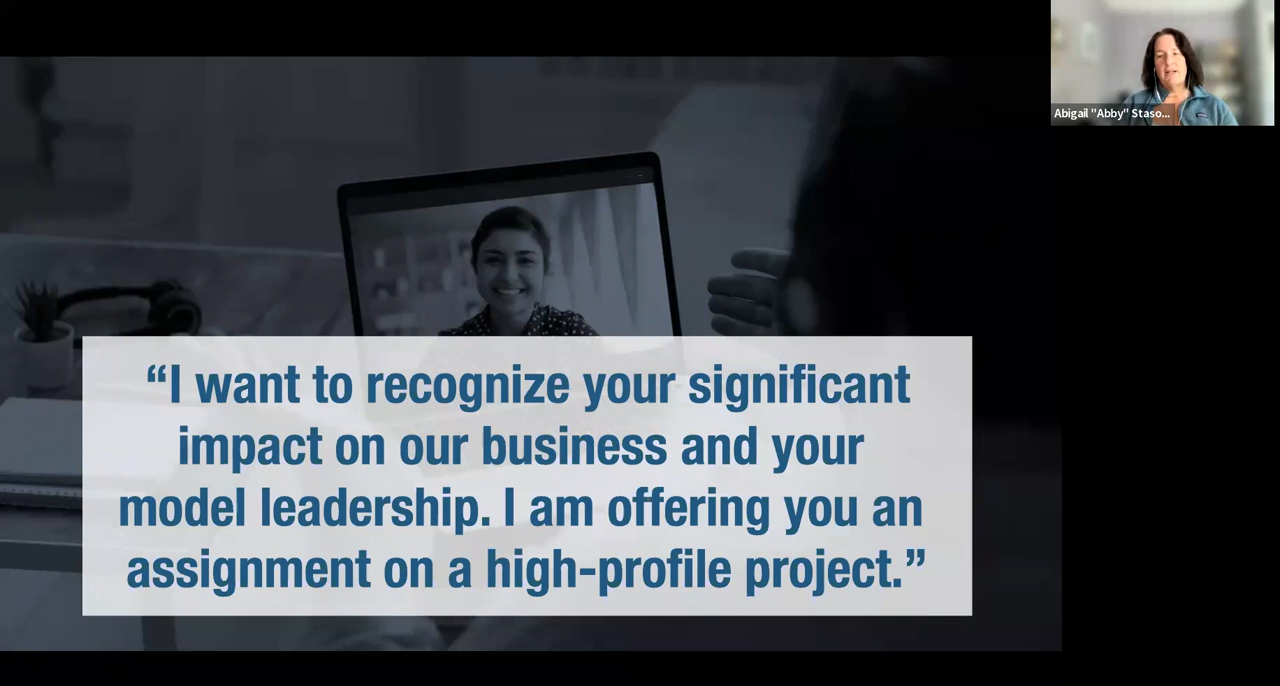 Abigail "Abby" Staso...
“I want to recognize your significant
impact on our business and your
model leadership. I am offering you an
assignment on a high-profile project.”